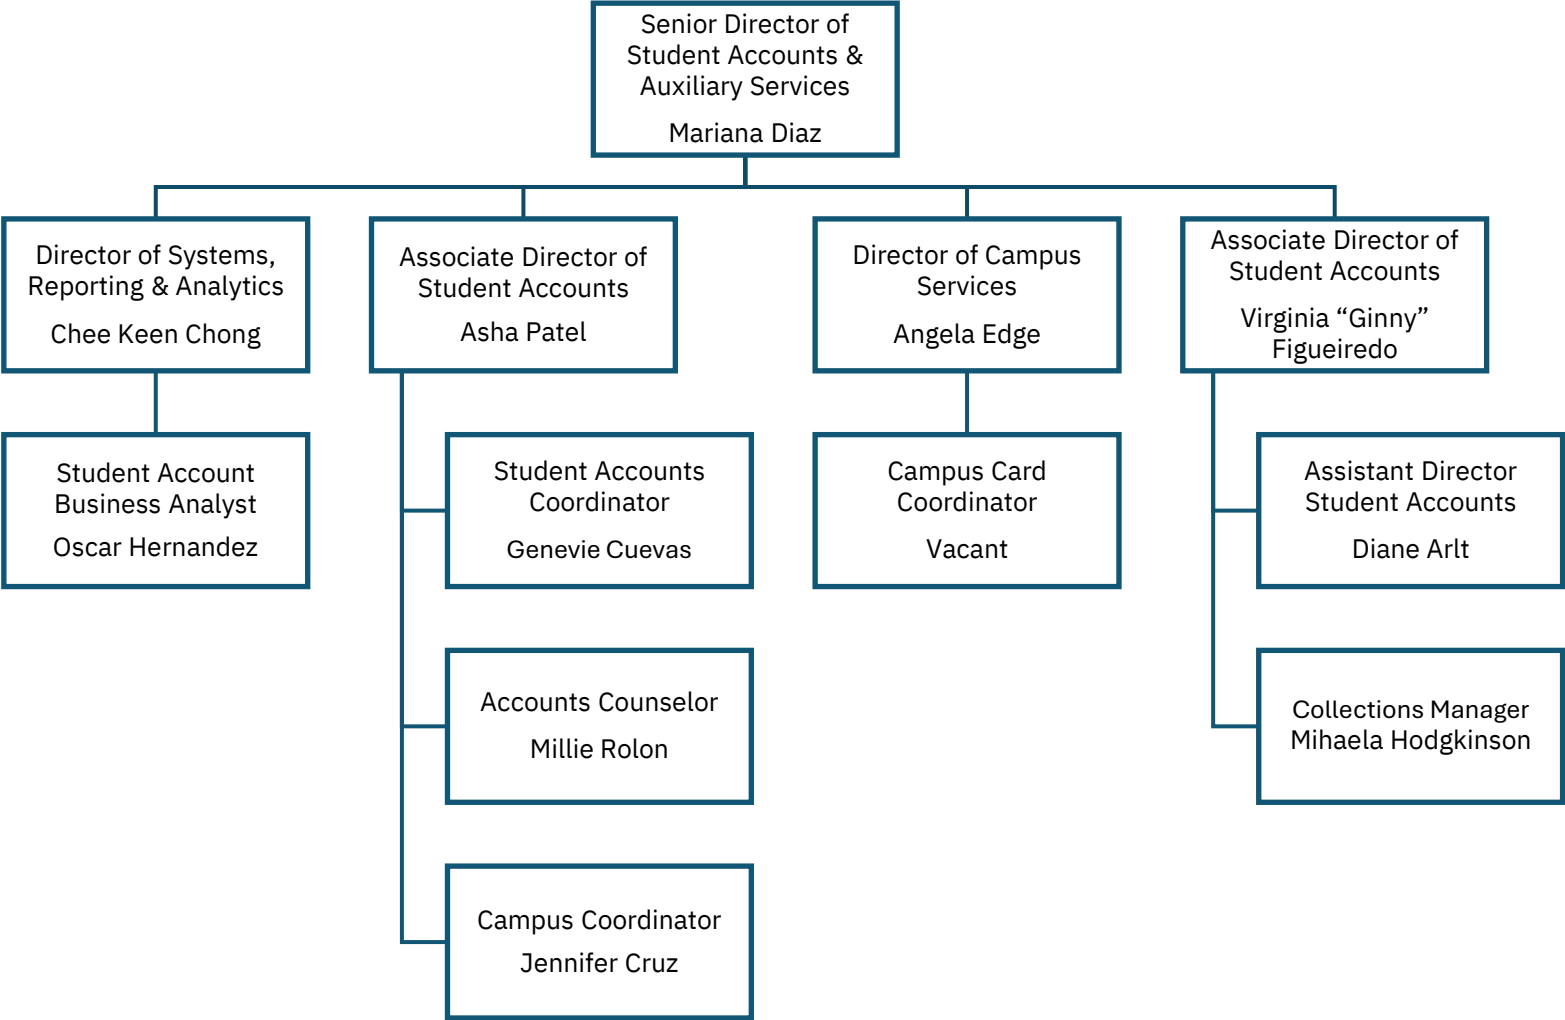 Senior Director of
Student Accounts &
Auxiliary Services
Mariana Diaz
Director of Systems,
Reporting & Analytics
Chee Keen Chong
Associate Director of
Student Accounts
Asha Patel
Director of Campus
Services
Angela Edge
Associate Director of
Student Accounts
Virginia “Ginny”
Figueiredo
Student Account
Business Analyst
Oscar Hernandez
Student Accounts
Coordinator
Genevie Cuevas
Campus Card
Coordinator
Vacant
Assistant Director
Student Accounts
Diane Arlt
Accounts Counselor
Millie Rolon
Collections Manager
Mihaela Hodgkinson
Campus Coordinator
Jennifer Cruz